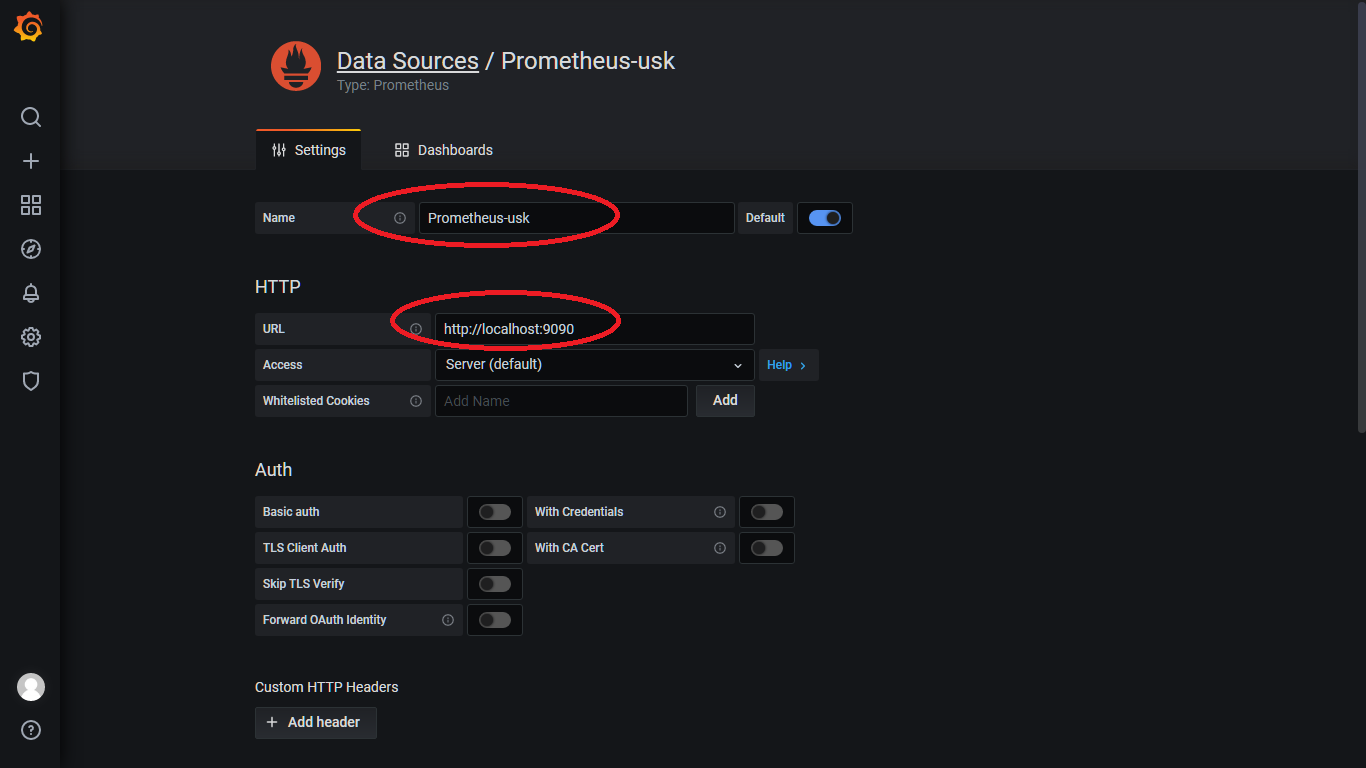 Data Sources / Prometheus-usk
Type: Prometheus
Settings Dashboards
Name Prometheus-usk Default
HTTP
URL http://localhost:9090
Access Server (default) Help
Whitelisted Cookies Add Name Add
Auth
Basic auth With Credentials
TLS Client Auth With CA Cert
Skip TLS Verify
Forward OAuth Identity
Custom HTTP Headers
+ Add header